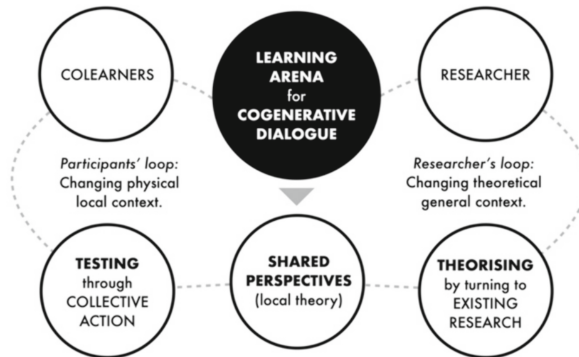 COLEARNERS
LEARNING
ARENA
for
COGENERATIVE
DIALOGUE
RESEARCHER
Participants' loop:
Changing physical
local context.
Researcher's loop:
Changing theoretical
general context.
TESTING
through
COLLECTIVE
ACTION
SHARED
PERSPECTIVES
(local theory)
THEORISING
by turning to
EXISTING
RESEARCH